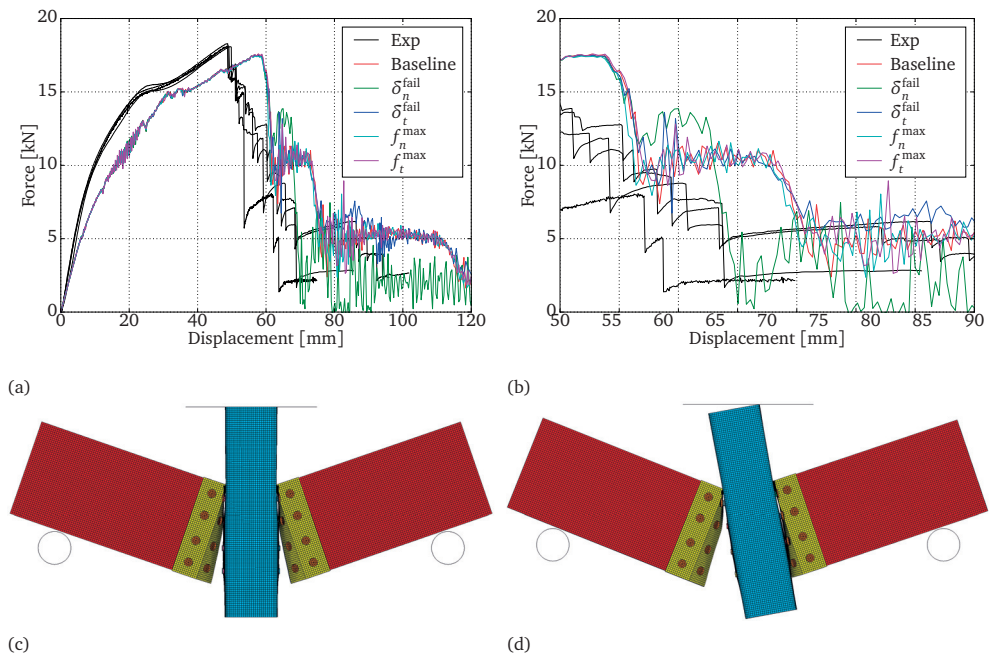 20
15
10
5
0
0
20
40
60
80
100
120
Force [kN]
Displacement [mm]
Exp
Baseline
δₙᶠᵃⁱˡ
δₜᶠᵃⁱˡ
fₙᵐᵃˣ
fₜᵐᵃˣ
20
15
10
5
0
50
55
60
65
70
75
80
85
90
Force [kN]
Displacement [mm]
Exp
Baseline
δₙᶠᵃⁱˡ
δₜᶠᵃⁱˡ
fₙᵐᵃˣ
fₜᵐᵃˣ
(a)
(b)
(c)
(d)